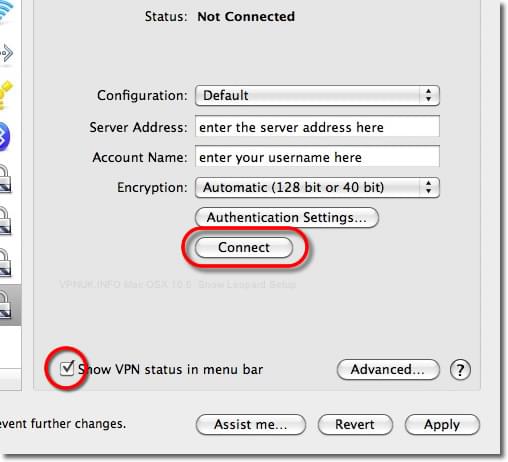 Status: Not Connected
Configuration: Default
Server Address: enter the server address here
Account Name: enter your username here
Encryption: Automatic (128 bit or 40 bit)
Authentication Settings...
Connect
VPNUK.INFO Mac OSX 10.6 Snow Leopard Setup
Show VPN status in menu bar Advanced... ?
event further changes. Assist me... Revert Apply